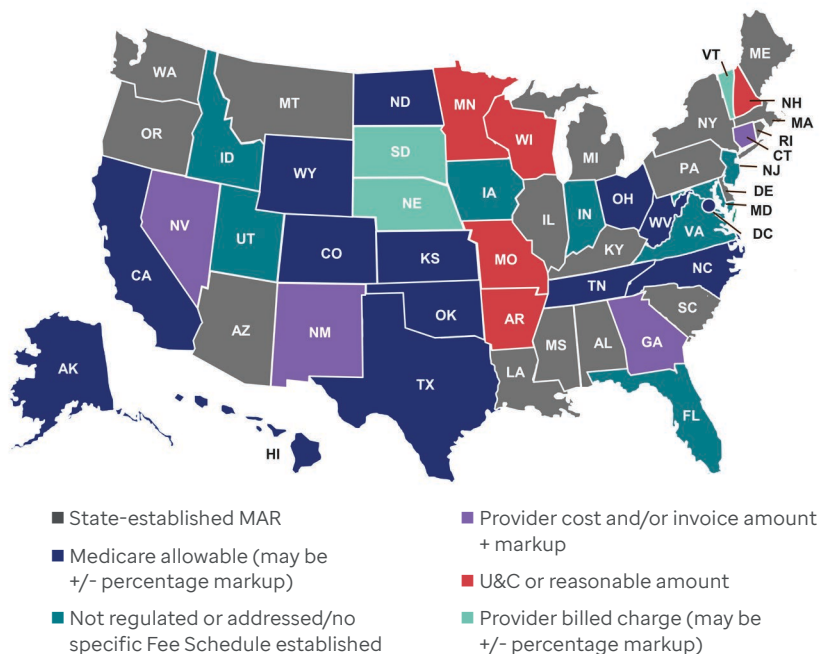 WA
OR
CA
NV
ID
MT
WY
UT
AZ
CO
NM
ND
SD
NE
KS
OK
TX
MN
IA
MO
AR
LA
WI
IL
MI
IN
OH
KY
TN
MS
AL
GA
FL
SC
NC
VA
WV
PA
NY
VT
ME
NH
MA
RI
CT
NJ
DE
MD
DC
AK
HI
State-established MAR
Medicare allowable (may be
+/- percentage markup)
Not regulated or addressed/no
specific Fee Schedule established
Provider cost and/or invoice amount
+ markup
U&C or reasonable amount
Provider billed charge (may be
+/- percentage markup)